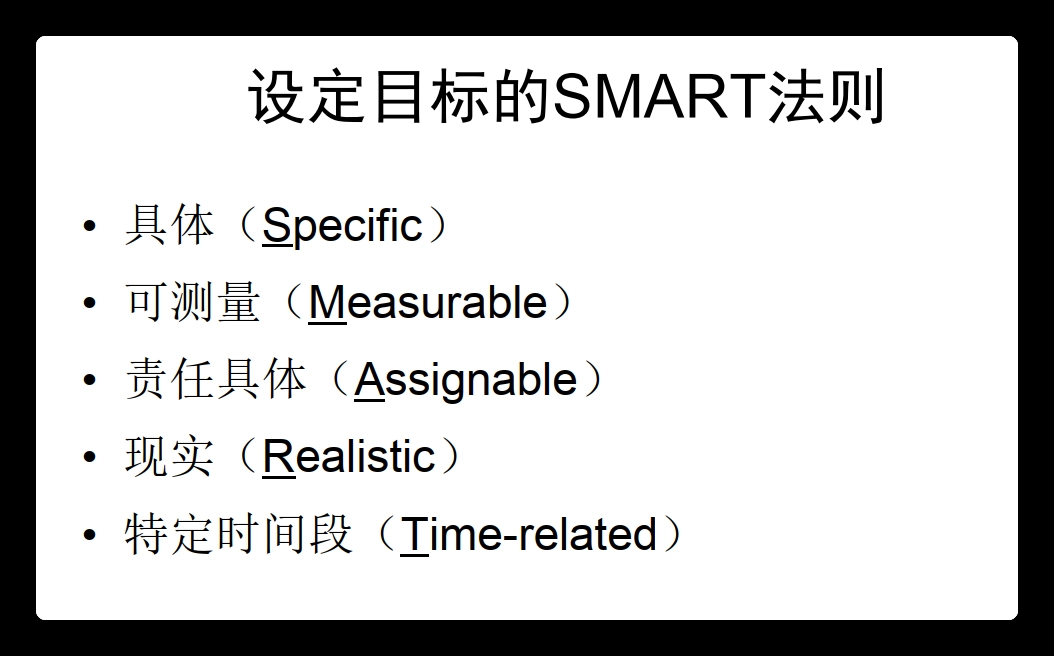 设定目标的SMART法则
• 具体（Specific）
• 可测量（Measurable）
• 责任具体（Assignable）
• 现实（Realistic）
• 特定时间段（Time-related）